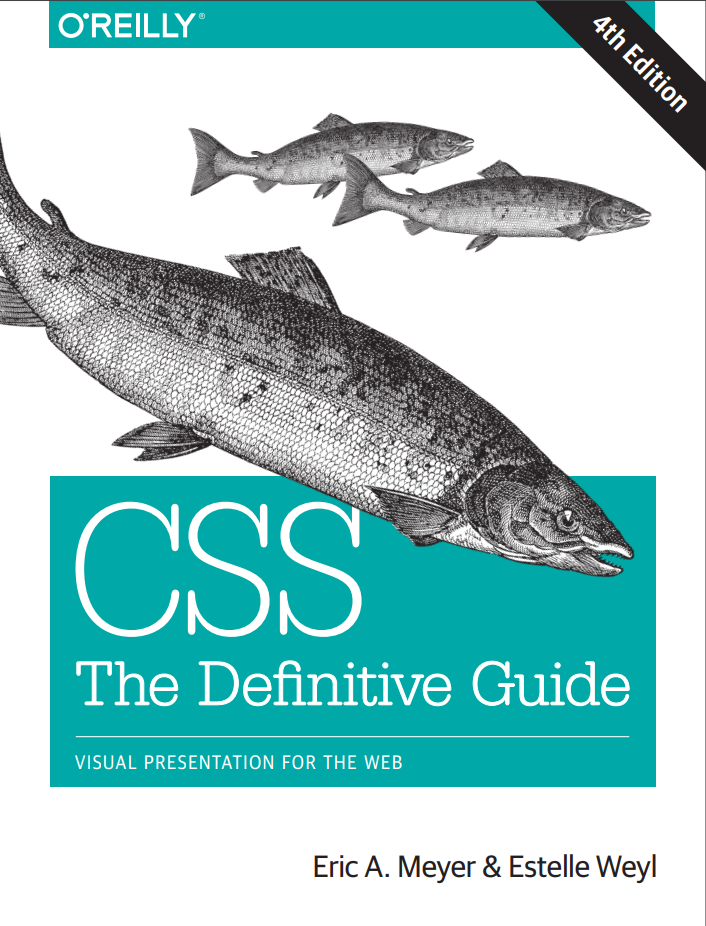 O'REILLY®
4th Edition
CSS
The Definitive Guide
VISUAL PRESENTATION FOR THE WEB
Eric A. Meyer & Estelle Weyl